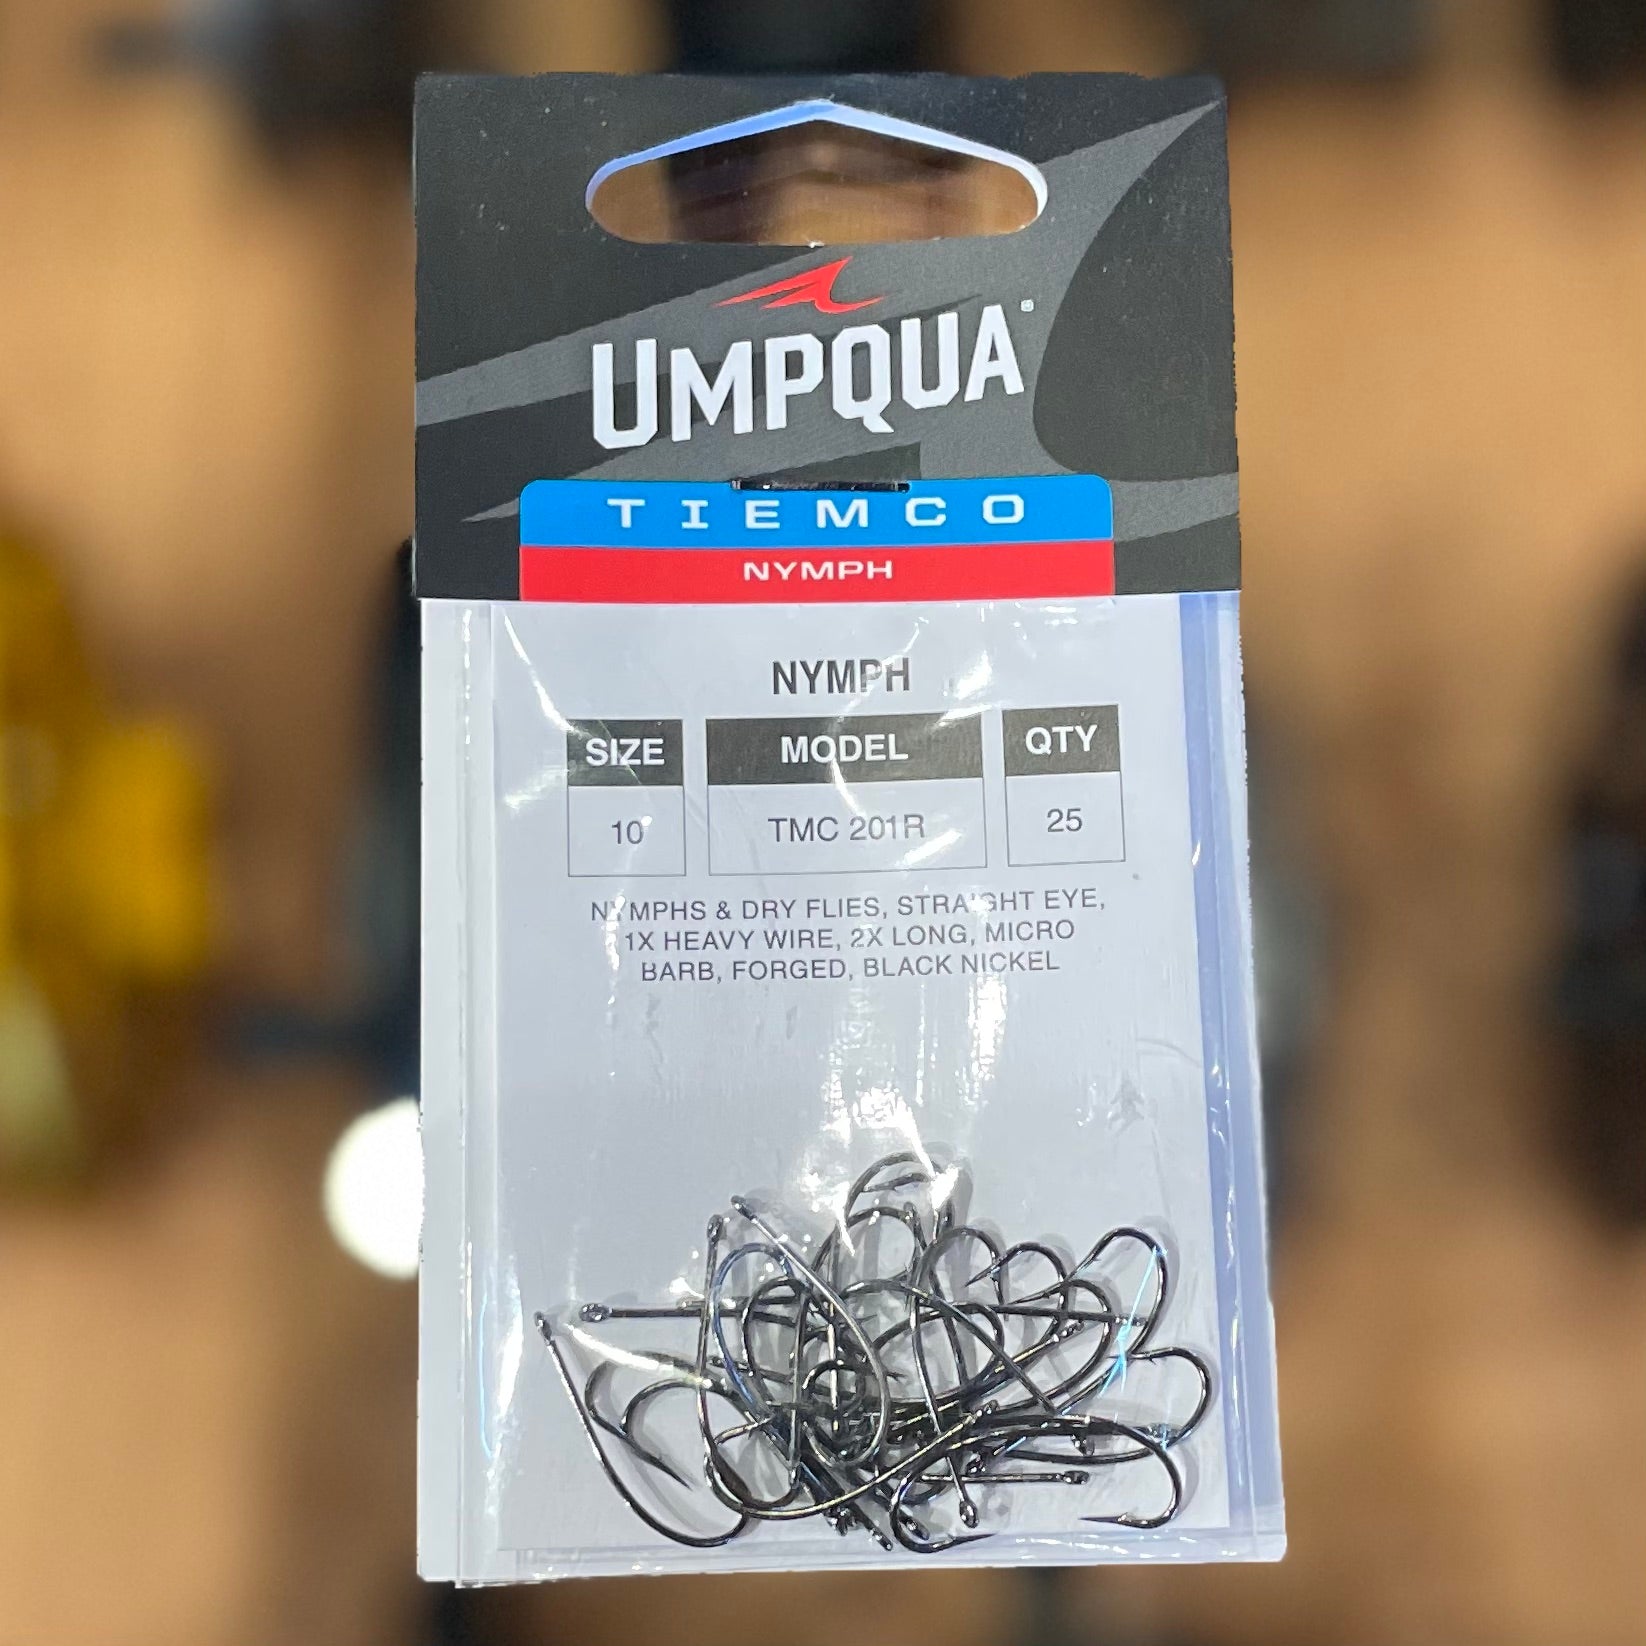 UMPQUA®
TIEMCO
NYMPH
NYMPH
SIZE MODEL QTY
10 TMC 201R 25
NYMPHS & DRY FLIES, STRAIGHT EYE,
1X HEAVY WIRE, 2X LONG, MICRO
BARB, FORGED, BLACK NICKEL